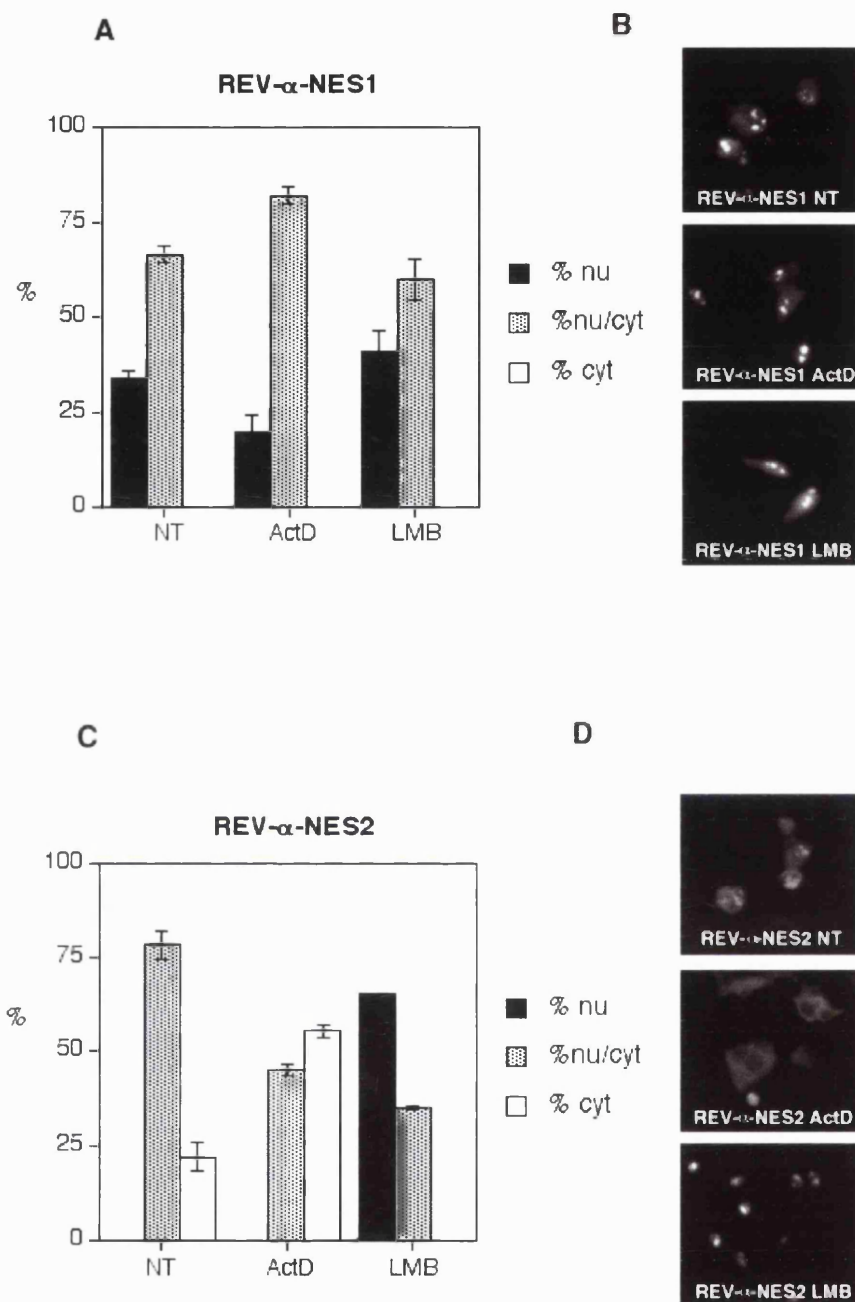 A
B
REV-α-NES1
100
75
50
25
0
%
NT
ActD
LMB
% nu
%nu/cyt
% cyt
REV-α-NES1 NT
REV-α-NES1 ActD
REV-α-NES1 LMB
C
D
REV-α-NES2
100
75
50
25
0
%
NT
ActD
LMB
% nu
%nu/cyt
% cyt
REV-α-NES2 NT
REV-α-NES2 ActD
REV-α-NES2 LMB